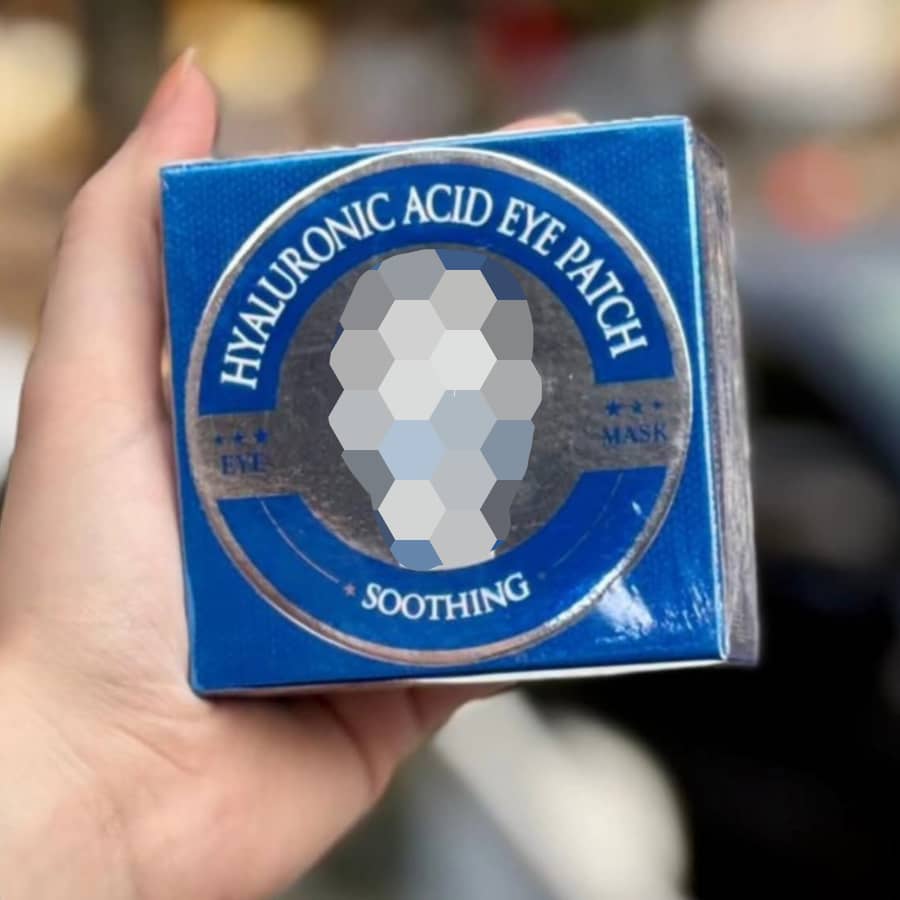 HYALURONIC ACID EYE PATCH
EYE
MASK
SOOTHING